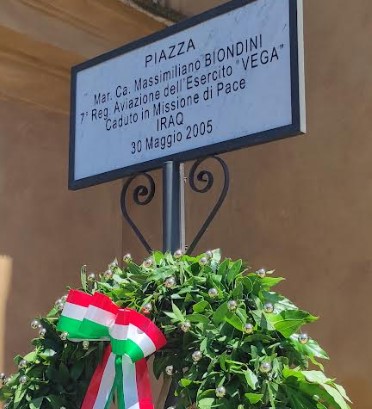 PIAZZA
Mar. Ca. Massimiliano BIONDINI
7° Reg. Aviazione dell'Esercito "VEGA"
Caduto in Missione di Pace
IRAQ
30 Maggio 2005